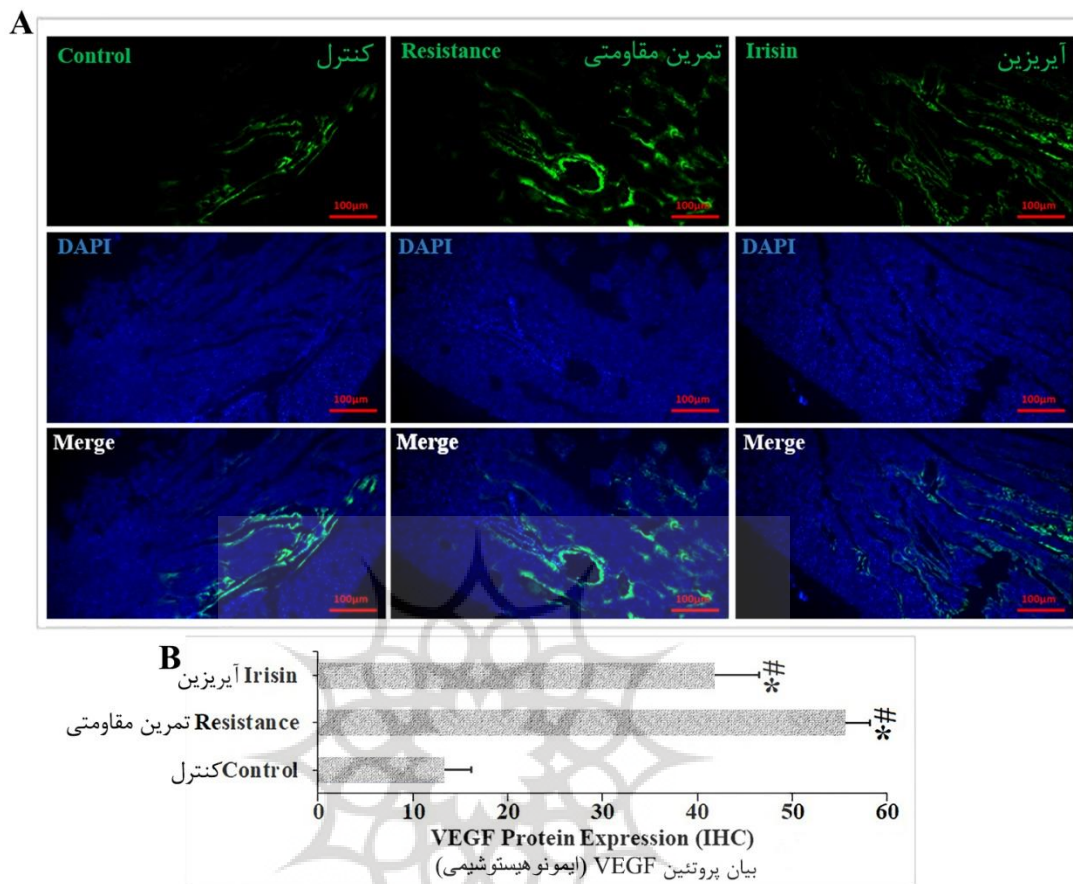 A
Control کنترل
Resistance تمرین مقاومتی
Irisin آیریزین
100µm
100µm
100µm
DAPI
DAPI
DAPI
100µm
100µm
100µm
Merge
Merge
Merge
100µm
100µm
100µm
B
آیریزین Irisin
#
*
تمرین مقاومتی Resistance
#
*
کنترل Control
0 10 20 30 40 50 60
VEGF Protein Expression (IHC)
بیان پروتئین VEGF (ایمونوهیستوشیمی)